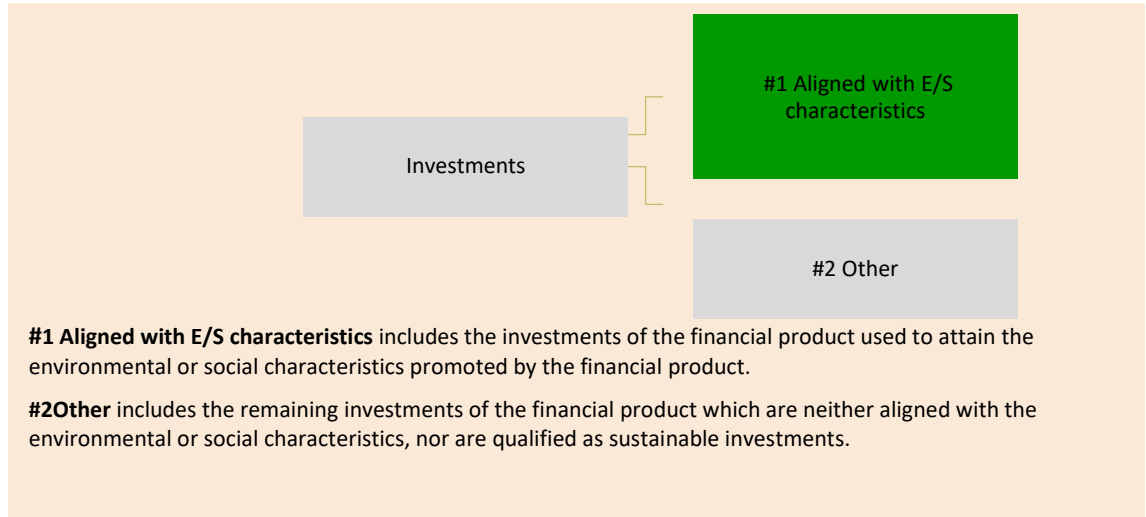 #1 Aligned with E/S
characteristics
Investments
#2 Other
#1 Aligned with E/S characteristics includes the investments of the financial product used to attain the
environmental or social characteristics promoted by the financial product.
#2Other includes the remaining investments of the financial product which are neither aligned with the
environmental or social characteristics, nor are qualified as sustainable investments.